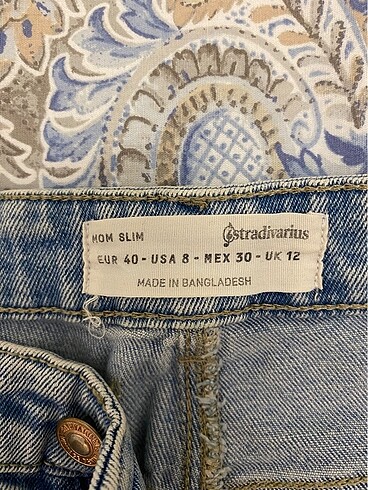 MOM SLIM stradivarius
EUR 40 - USA 8 - MEX 30 - UK 12
MADE IN BANGLADESH